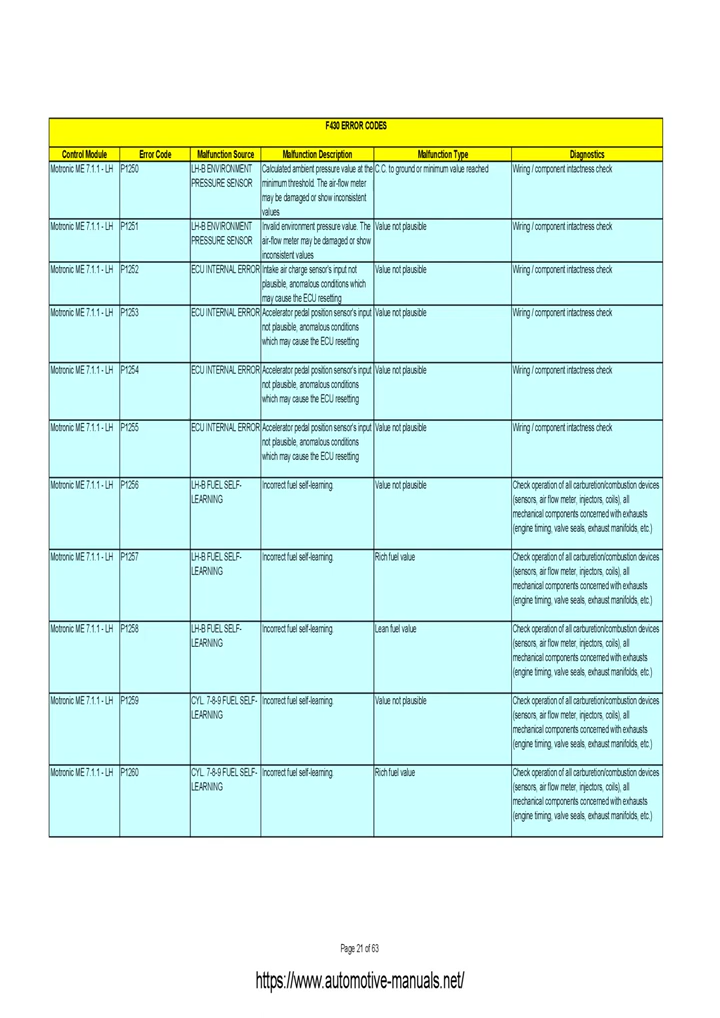 F430 ERROR CODES
Control Module Error Code Malfunction Source Malfunction Description Malfunction Type Diagnostics
Motronic ME 7.1.1 - LH P1250 LH-B ENVIRONMENT Calculated ambient pressure value at the C.C. to ground or minimum value reached Wiring / component intactness check
PRESSURE SENSOR minimum threshold. The air-flow meter
may be damaged or show inconsistent
values
Motronic ME 7.1.1 - LH P1251 LH-B ENVIRONMENT Invalid environment pressure value. The Value not plausible Wiring / component intactness check
PRESSURE SENSOR air-flow meter may be damaged or show
inconsistent values
Motronic ME 7.1.1 - LH P1252 ECU INTERNAL ERROR Intake air charge sensor's input not Value not plausible Wiring / component intactness check
plausible, anomalous conditions which
may cause the ECU resetting
Motronic ME 7.1.1 - LH P1253 ECU INTERNAL ERROR Accelerator pedal position sensor's input Value not plausible Wiring / component intactness check
not plausible, anomalous conditions
which may cause the ECU resetting
Motronic ME 7.1.1 - LH P1254 ECU INTERNAL ERROR Accelerator pedal position sensor's input Value not plausible Wiring / component intactness check
not plausible, anomalous conditions
which may cause the ECU resetting
Motronic ME 7.1.1 - LH P1255 ECU INTERNAL ERROR Accelerator pedal position sensor's input Value not plausible Wiring / component intactness check
not plausible, anomalous conditions
which may cause the ECU resetting
Motronic ME 7.1.1 - LH P1256 LH-B FUEL SELF- Incorrect fuel self-learning Value not plausible Check operation of all carburetion/combustion devices
LEARNING (sensors, air flow meter, injectors, coils), all
mechanical components concerned with exhausts
(engine timing, valve seals, exhaust manifolds, etc.)
Motronic ME 7.1.1 - LH P1257 LH-B FUEL SELF- Incorrect fuel self-learning Rich fuel value Check operation of all carburetion/combustion devices
LEARNING (sensors, air flow meter, injectors, coils), all
mechanical components concerned with exhausts
(engine timing, valve seals, exhaust manifolds, etc.)
Motronic ME 7.1.1 - LH P1258 LH-B FUEL SELF- Incorrect fuel self-learning Lean fuel value Check operation of all carburetion/combustion devices
LEARNING (sensors, air flow meter, injectors, coils), all
mechanical components concerned with exhausts
(engine timing, valve seals, exhaust manifolds, etc.)
Motronic ME 7.1.1 - LH P1259 CYL. 7-8-9 FUEL SELF- Incorrect fuel self-learning Value not plausible Check operation of all carburetion/combustion devices
LEARNING (sensors, air flow meter, injectors, coils), all
mechanical components concerned with exhausts
(engine timing, valve seals, exhaust manifolds, etc.)
Motronic ME 7.1.1 - LH P1260 CYL. 7-8-9 FUEL SELF- Incorrect fuel self-learning Rich fuel value Check operation of all carburetion/combustion devices
LEARNING (sensors, air flow meter, injectors, coils), all
mechanical components concerned with exhausts
(engine timing, valve seals, exhaust manifolds, etc.)
Page 21 of 63
https://www.automotive-manuals.net/